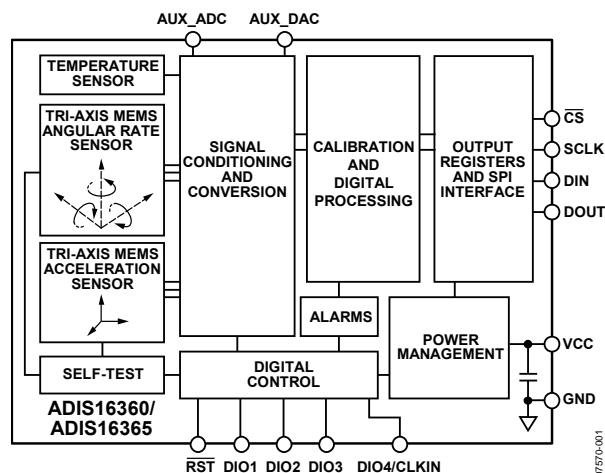 AUX_ADC
AUX_DAC
TEMPERATURE
SENSOR
TRI-AXIS MEMS
ANGULAR RATE
SENSOR
TRI-AXIS MEMS
ACCELERATION
SENSOR
SELF-TEST
SIGNAL
CONDITIONING
AND
CONVERSION
CALIBRATION
AND
DIGITAL
PROCESSING
OUTPUT
REGISTERS
AND SPI
INTERFACE
CS
SCLK
DIN
DOUT
ALARMS
POWER
MANAGEMENT
DIGITAL
CONTROL
VCC
GND
ADIS16360/
ADIS16365
RST
DIO1
DIO2
DIO3
DIO4/CLKIN
07570-001